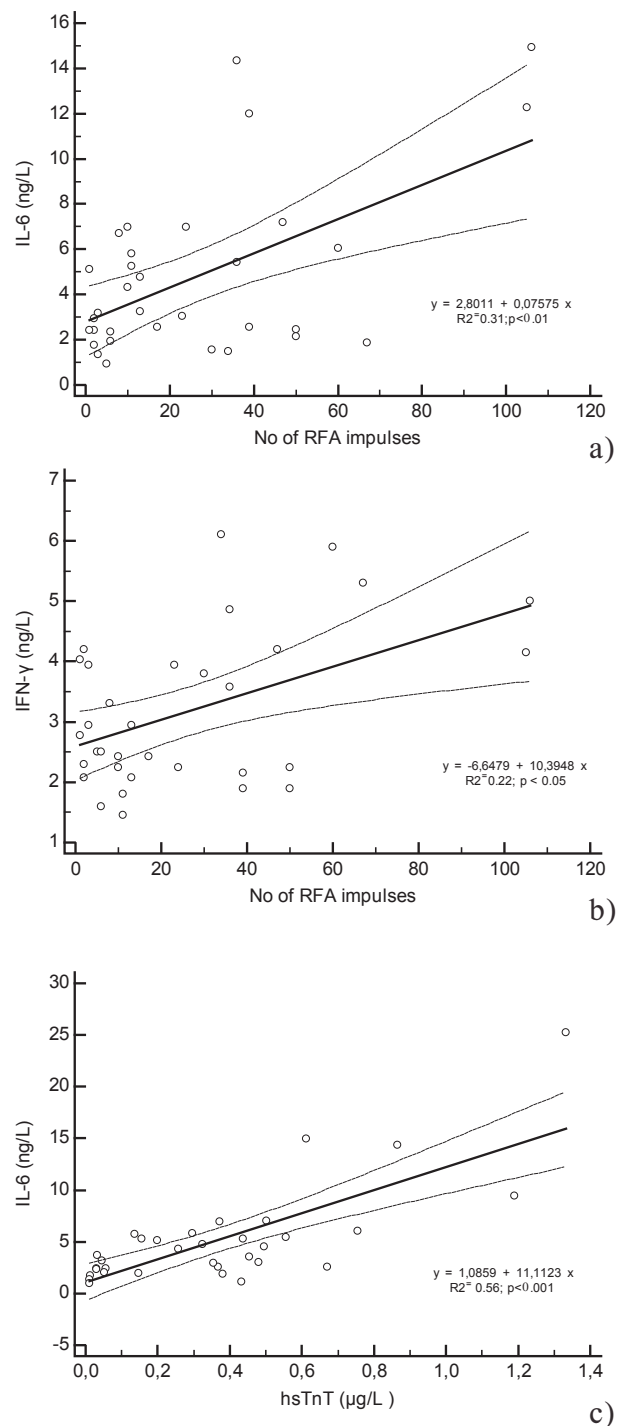 16
14
12
10
8
6
4
2
0
IL-6 (ng/L)
y = 2,8011 + 0,07575 x
R2=0.31;p<0.01
0 20 40 60 80 100 120
No of RFA impulses
a)
7
6
5
4
3
2
1
IFN-γ (ng/L)
y = -6,6479 + 10,3948 x
R2=0.22; p < 0.05
0 20 40 60 80 100 120
No of RFA impulses
b)
30
25
20
15
10
5
0
-5
IL-6 (ng/L)
y = 1,0859 + 11,1123 x
R2= 0.56; p<0.001
0,0 0,2 0,4 0,6 0,8 1,0 1,2 1,4
hsTnT (µg/L )
c)